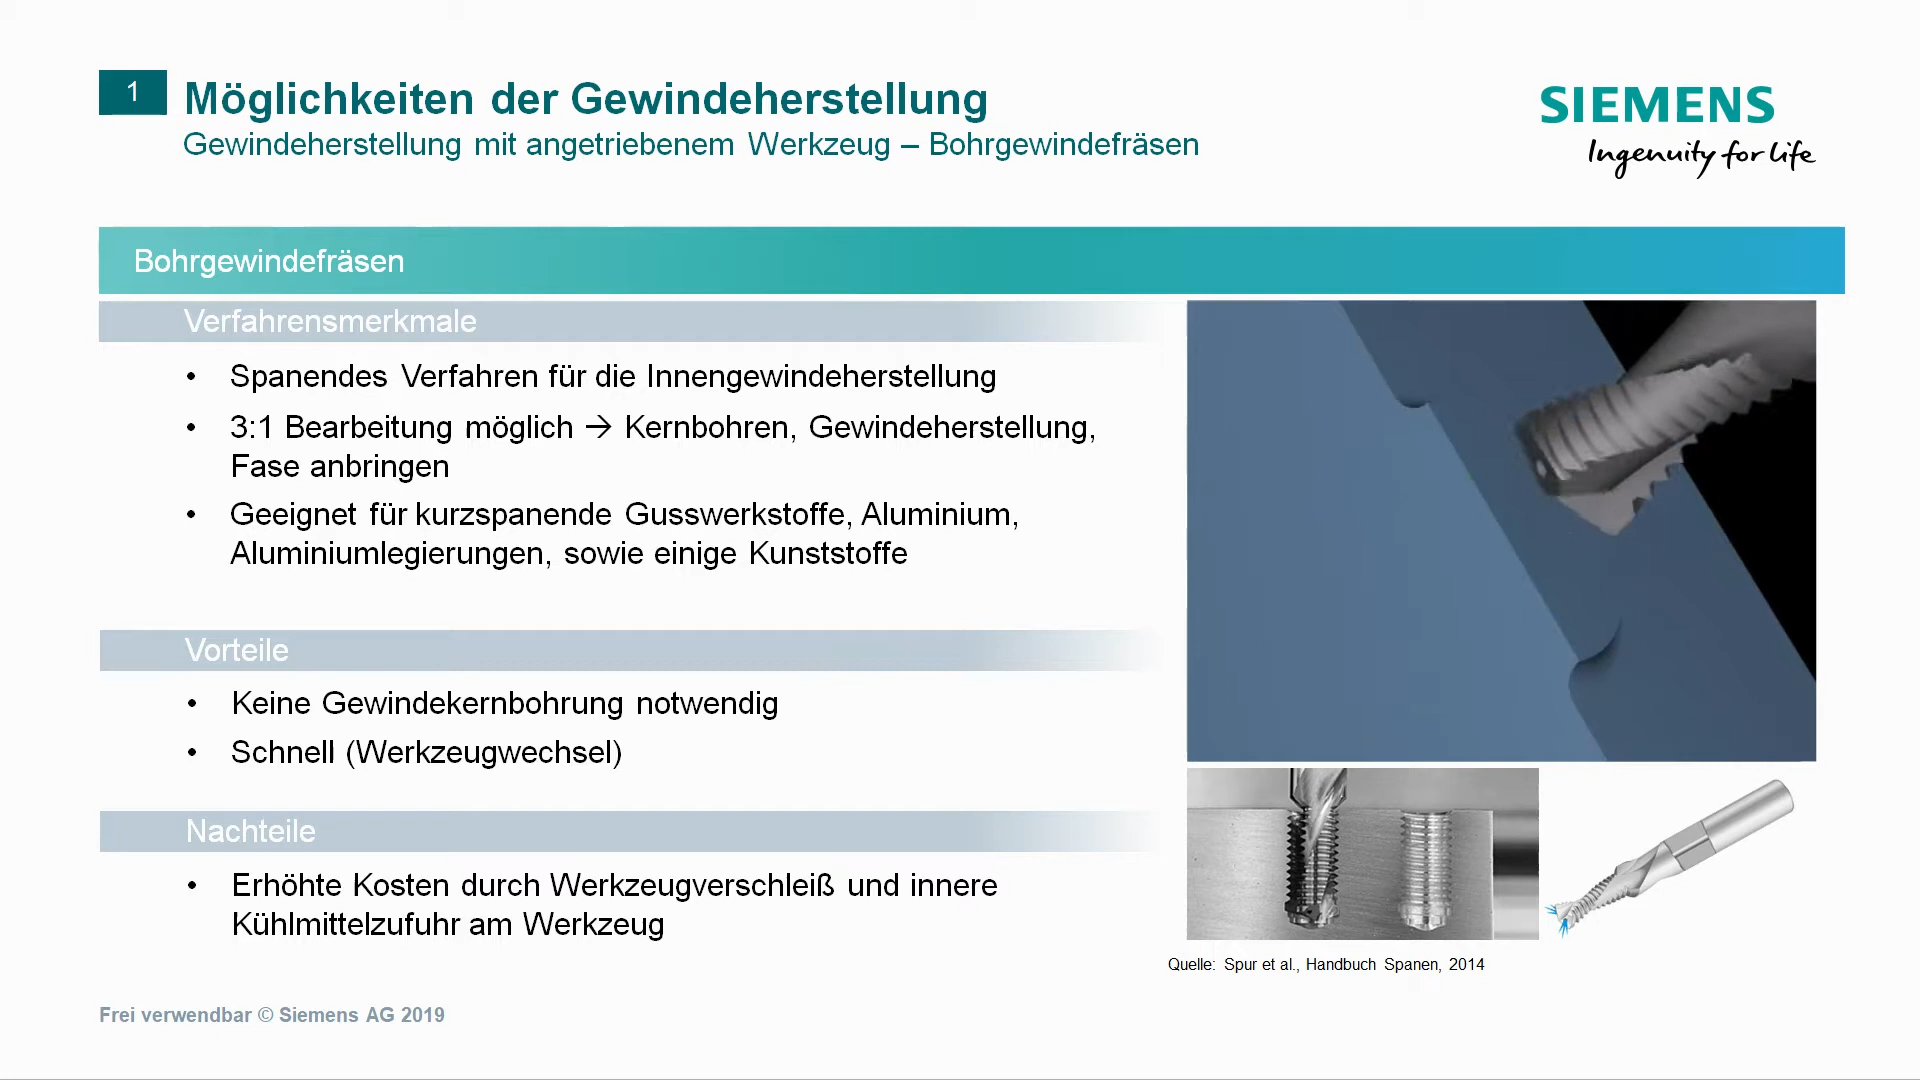 1
Möglichkeiten der Gewindeherstellung
Gewindeherstellung mit angetriebenem Werkzeug – Bohrgewindefräsen
SIEMENS
Ingenuity for life
Bohrgewindefräsen
Verfahrensmerkmale
• Spanendes Verfahren für die Innengewindeherstellung
• 3:1 Bearbeitung möglich → Kernbohren, Gewindeherstellung,
Fase anbringen
• Geeignet für kurzspanende Gusswerkstoffe, Aluminium,
Aluminiumlegierungen, sowie einige Kunststoffe
Vorteile
• Keine Gewindekernbohrung notwendig
• Schnell (Werkzeugwechsel)
Nachteile
• Erhöhte Kosten durch Werkzeugverschleiß und innere
Kühlmittelzufuhr am Werkzeug
Quelle: Spur et al., Handbuch Spanen, 2014
Frei verwendbar © Siemens AG 2019